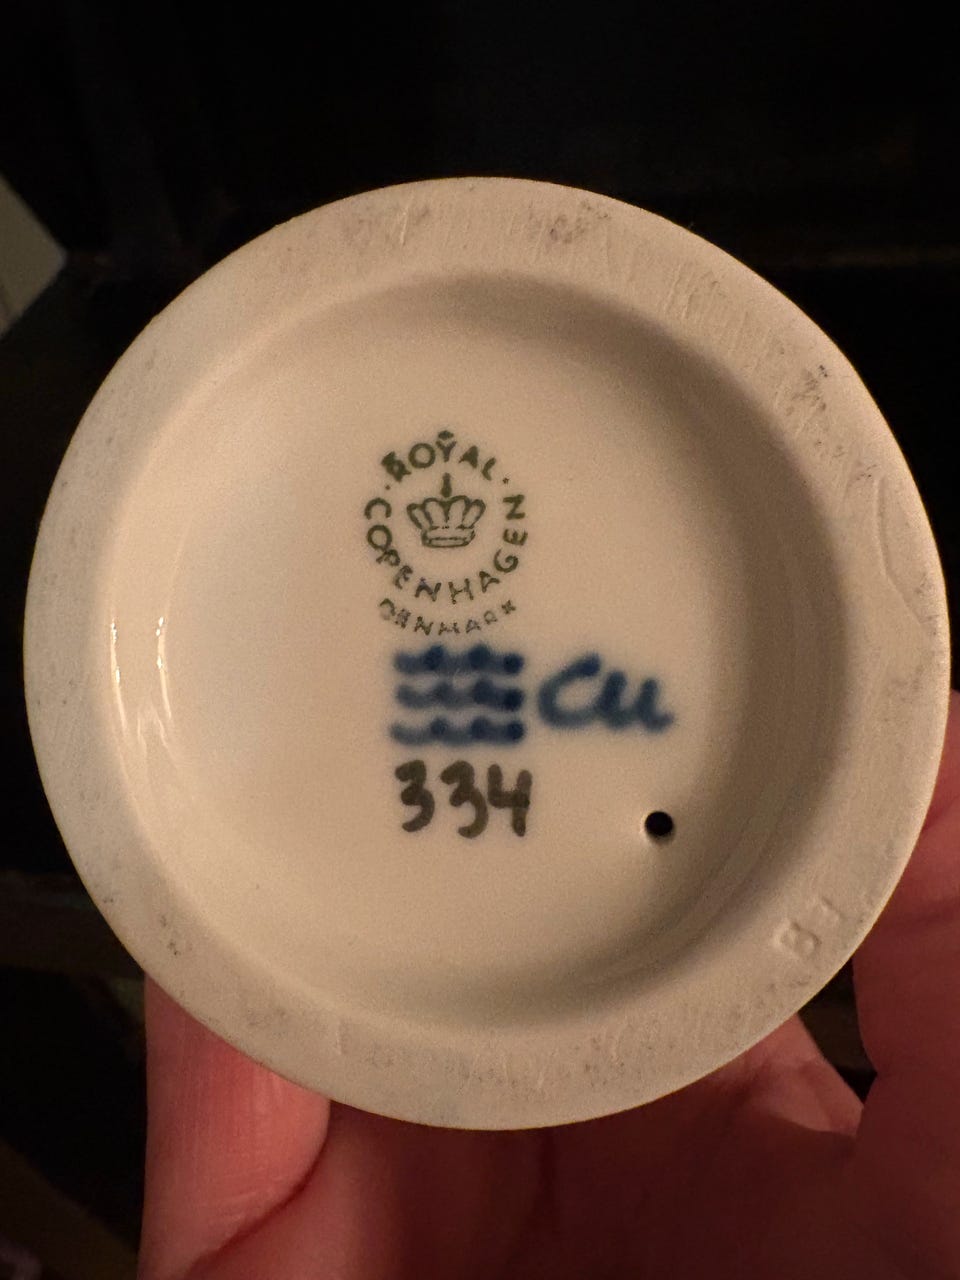 ROYAL
COPENHAGEN
DENMARK
CU
334